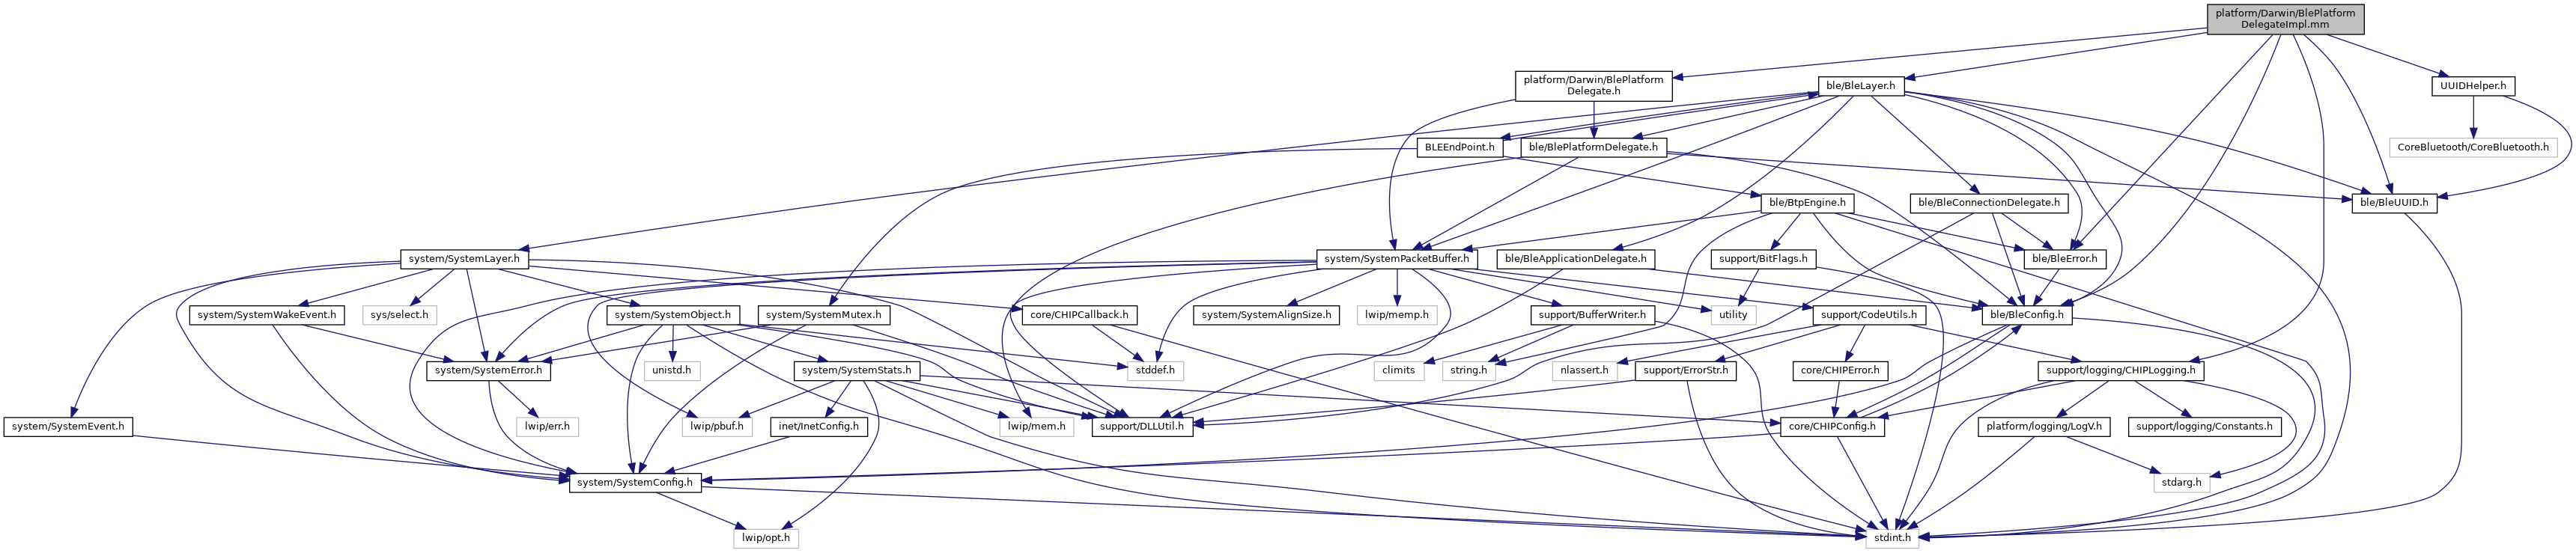 platform/Darwin/BlePlatform
DelegateImpl.mm
platform/Darwin/BlePlatform
Delegate.h
ble/BleLayer.h
UUIDHelper.h
BLEEndPoint.h
ble/BlePlatformDelegate.h
CoreBluetooth/CoreBluetooth.h
ble/BtpEngine.h
ble/BleConnectionDelegate.h
ble/BleUUID.h
system/SystemLayer.h
system/SystemPacketBuffer.h
ble/BleApplicationDelegate.h
support/BitFlags.h
ble/BleError.h
system/SystemWakeEvent.h
sys/select.h
system/SystemObject.h
system/SystemMutex.h
core/CHIPCallback.h
system/SystemAlignSize.h
lwip/memp.h
support/BufferWriter.h
utility
support/CodeUtils.h
ble/BleConfig.h
system/SystemError.h
unistd.h
system/SystemStats.h
stddef.h
climits
string.h
nlassert.h
support/ErrorStr.h
core/CHIPError.h
support/logging/CHIPLogging.h
system/SystemEvent.h
lwip/err.h
lwip/pbuf.h
inet/InetConfig.h
lwip/mem.h
support/DLLUtil.h
core/CHIPConfig.h
platform/logging/LogV.h
support/logging/Constants.h
system/SystemConfig.h
stdarg.h
lwip/opt.h
stdint.h